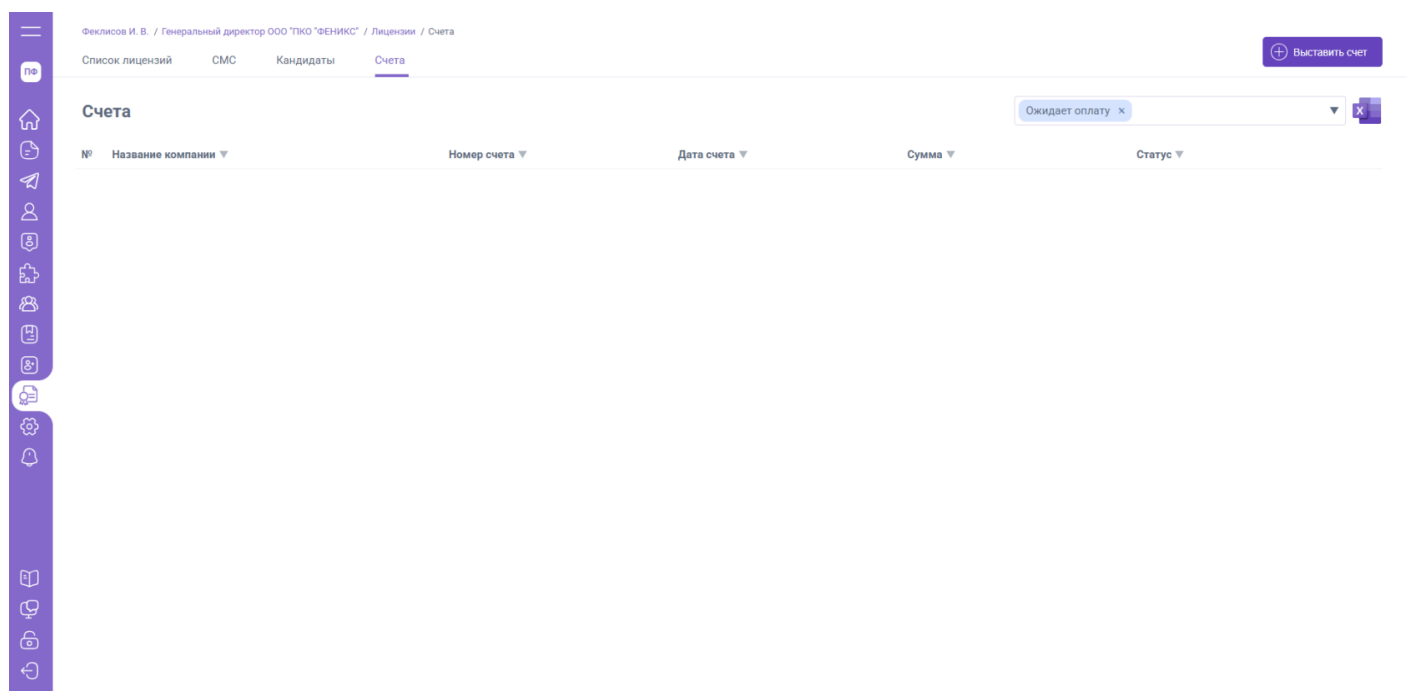 Феклисов И. В. / Генеральный директор ООО "ПКО "ФЕНИКС" / Лицензии / Счета
Выставить счет
Список лицензий СМС Кандидаты Счета
ПФ
Счета
Ожидает оплату ×
X
№ Название компании ▼ Номер счета ▼ Дата счета ▼ Сумма ▼ Статус ▼